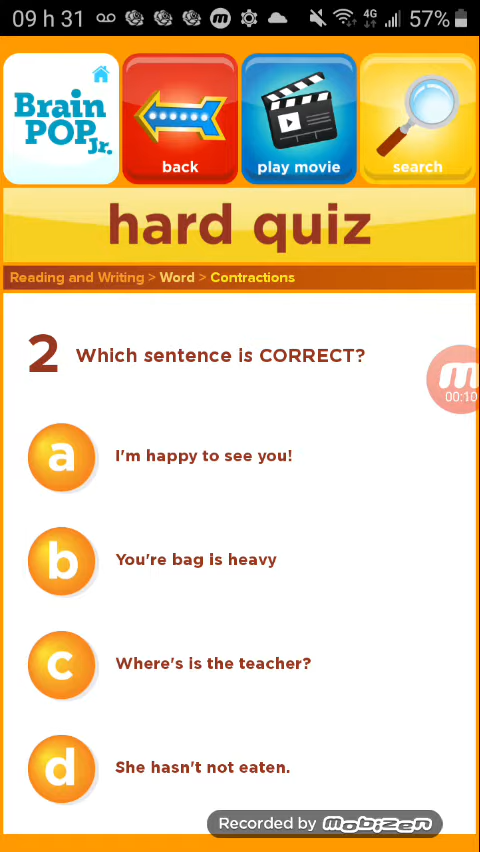 09 h 31 4G 57%
Brain
POP Jr.
back
play movie
search
hard quiz
Reading and Writing > Word > Contractions
2 Which sentence is CORRECT?
00:10
a I'm happy to see you!
b You're bag is heavy
c Where's is the teacher?
d She hasn't not eaten.
Recorded by mobizen